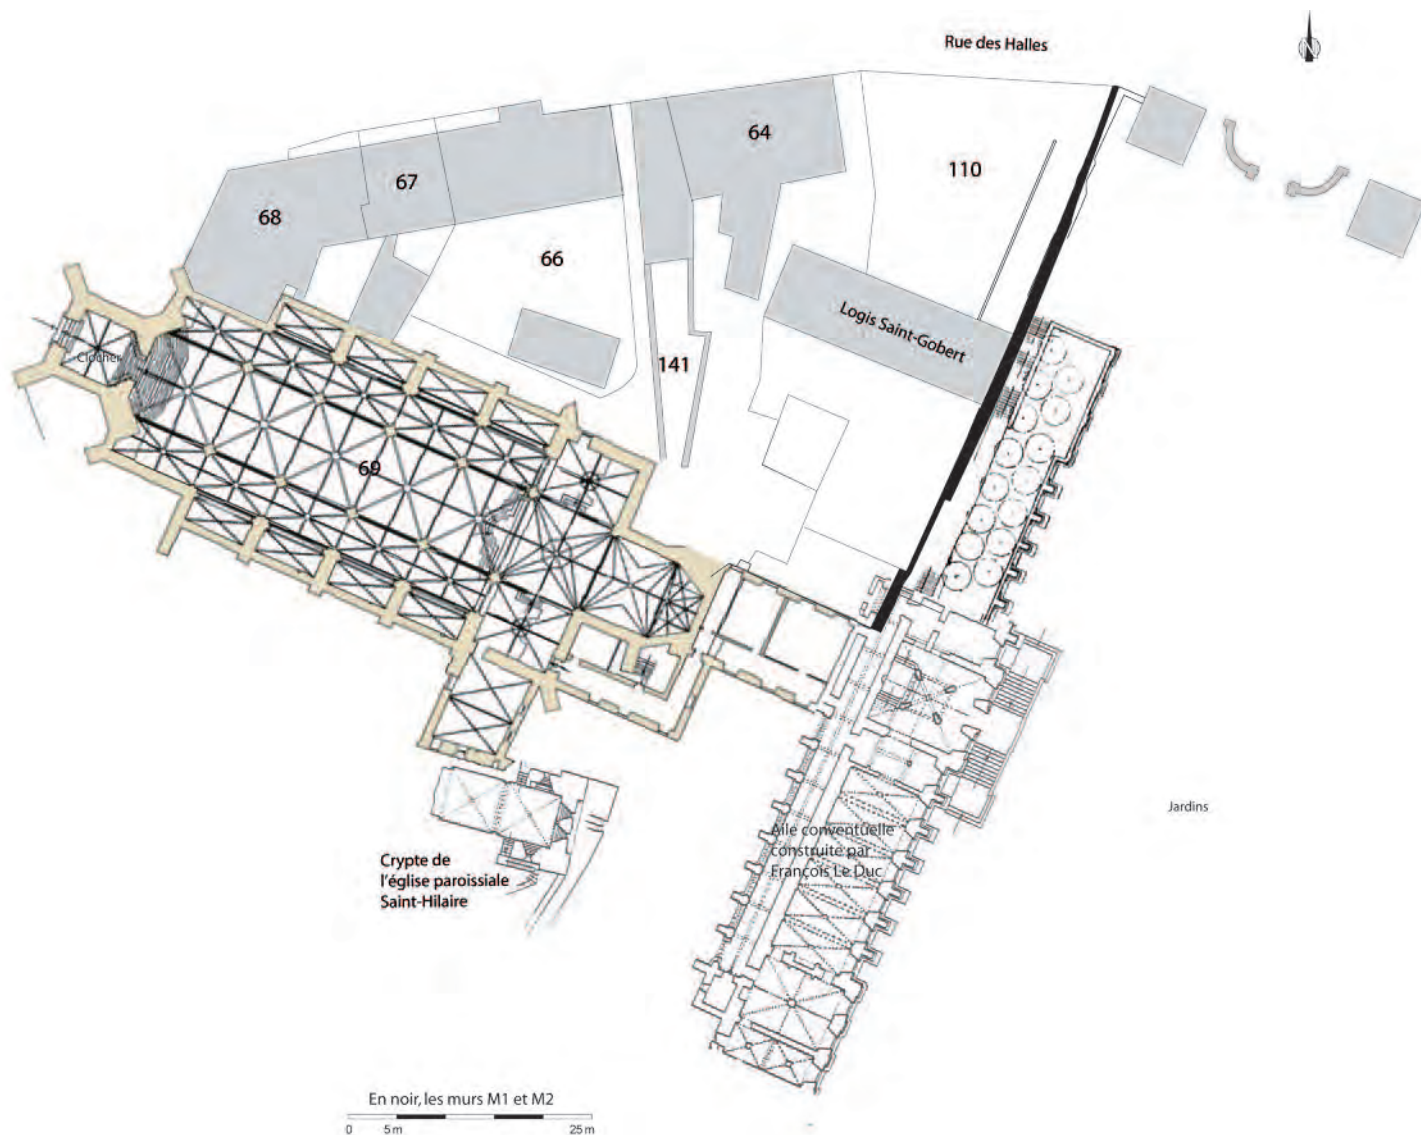 Rue des Halles
N
64
110
67
68
66
Logis Saint-Gobert
Clocher
141
69
Jardins
Aile conventuelle
construite par
François Le Duc
Crypte de
l'église paroissiale
Saint-Hilaire
En noir, les murs M1 et M2
0 5 m 25 m